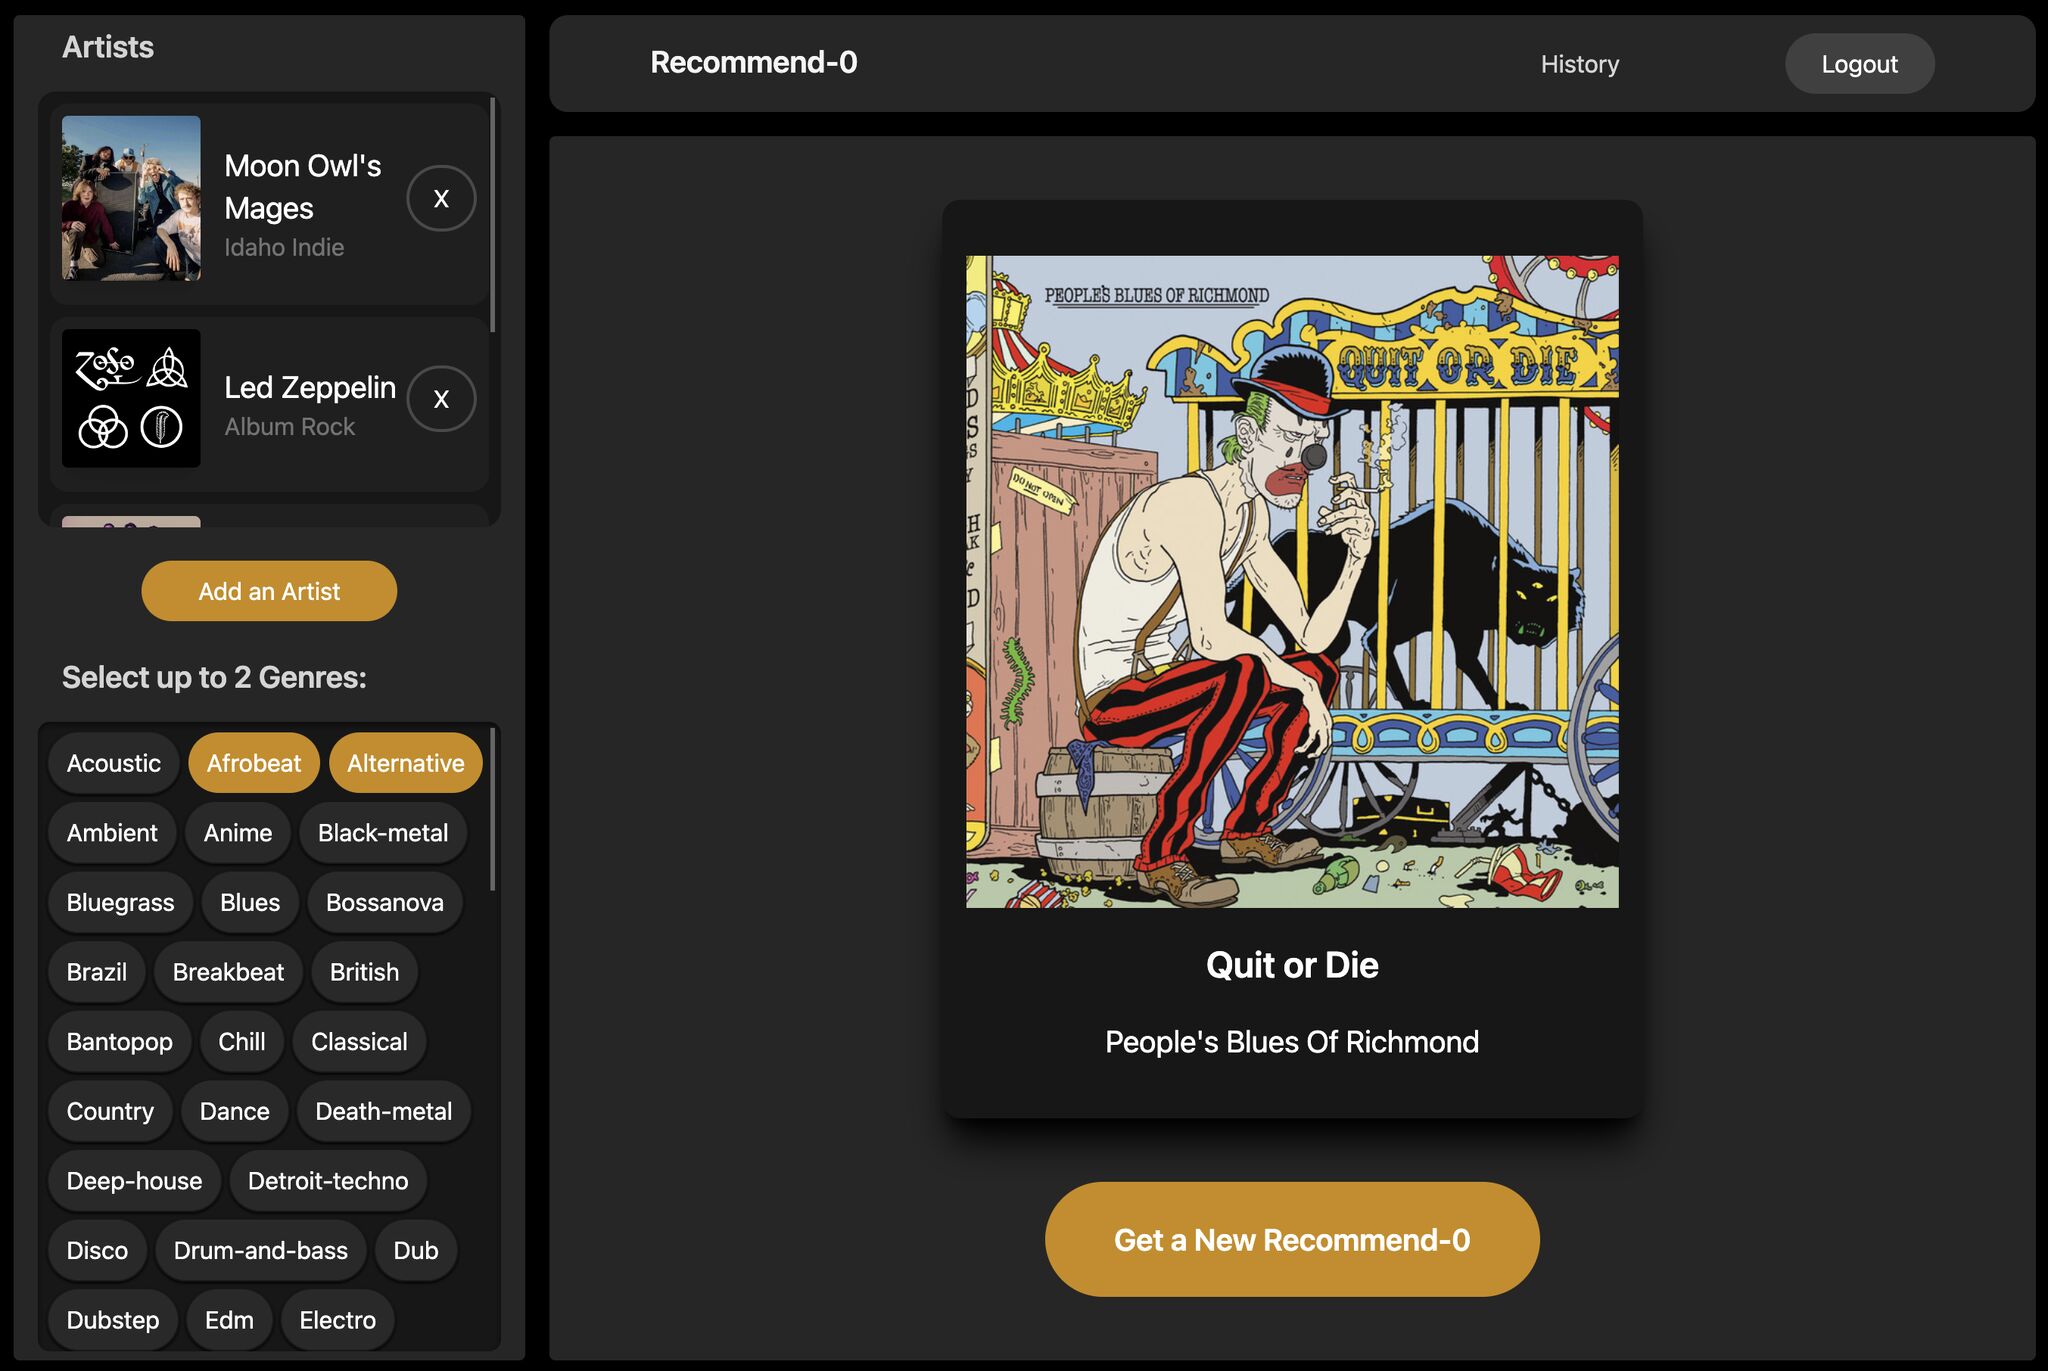 Artists
Moon Owl's
Mages
Idaho Indie
X
Led Zeppelin
Album Rock
X
Add an Artist
Select up to 2 Genres:
Acoustic Afrobeat Alternative
Ambient Anime Black-metal
Bluegrass Blues Bossanova
Brazil Breakbeat British
Bantopop Chill Classical
Country Dance Death-metal
Deep-house Detroit-techno
Disco Drum-and-bass Dub
Dubstep Edm Electro
Recommend-0 History Logout
PEOPLE'S BLUES OF RICHMOND
QUIT OR DIE
DO NOT OPEN
Quit or Die
People's Blues Of Richmond
Get a New Recommend-0